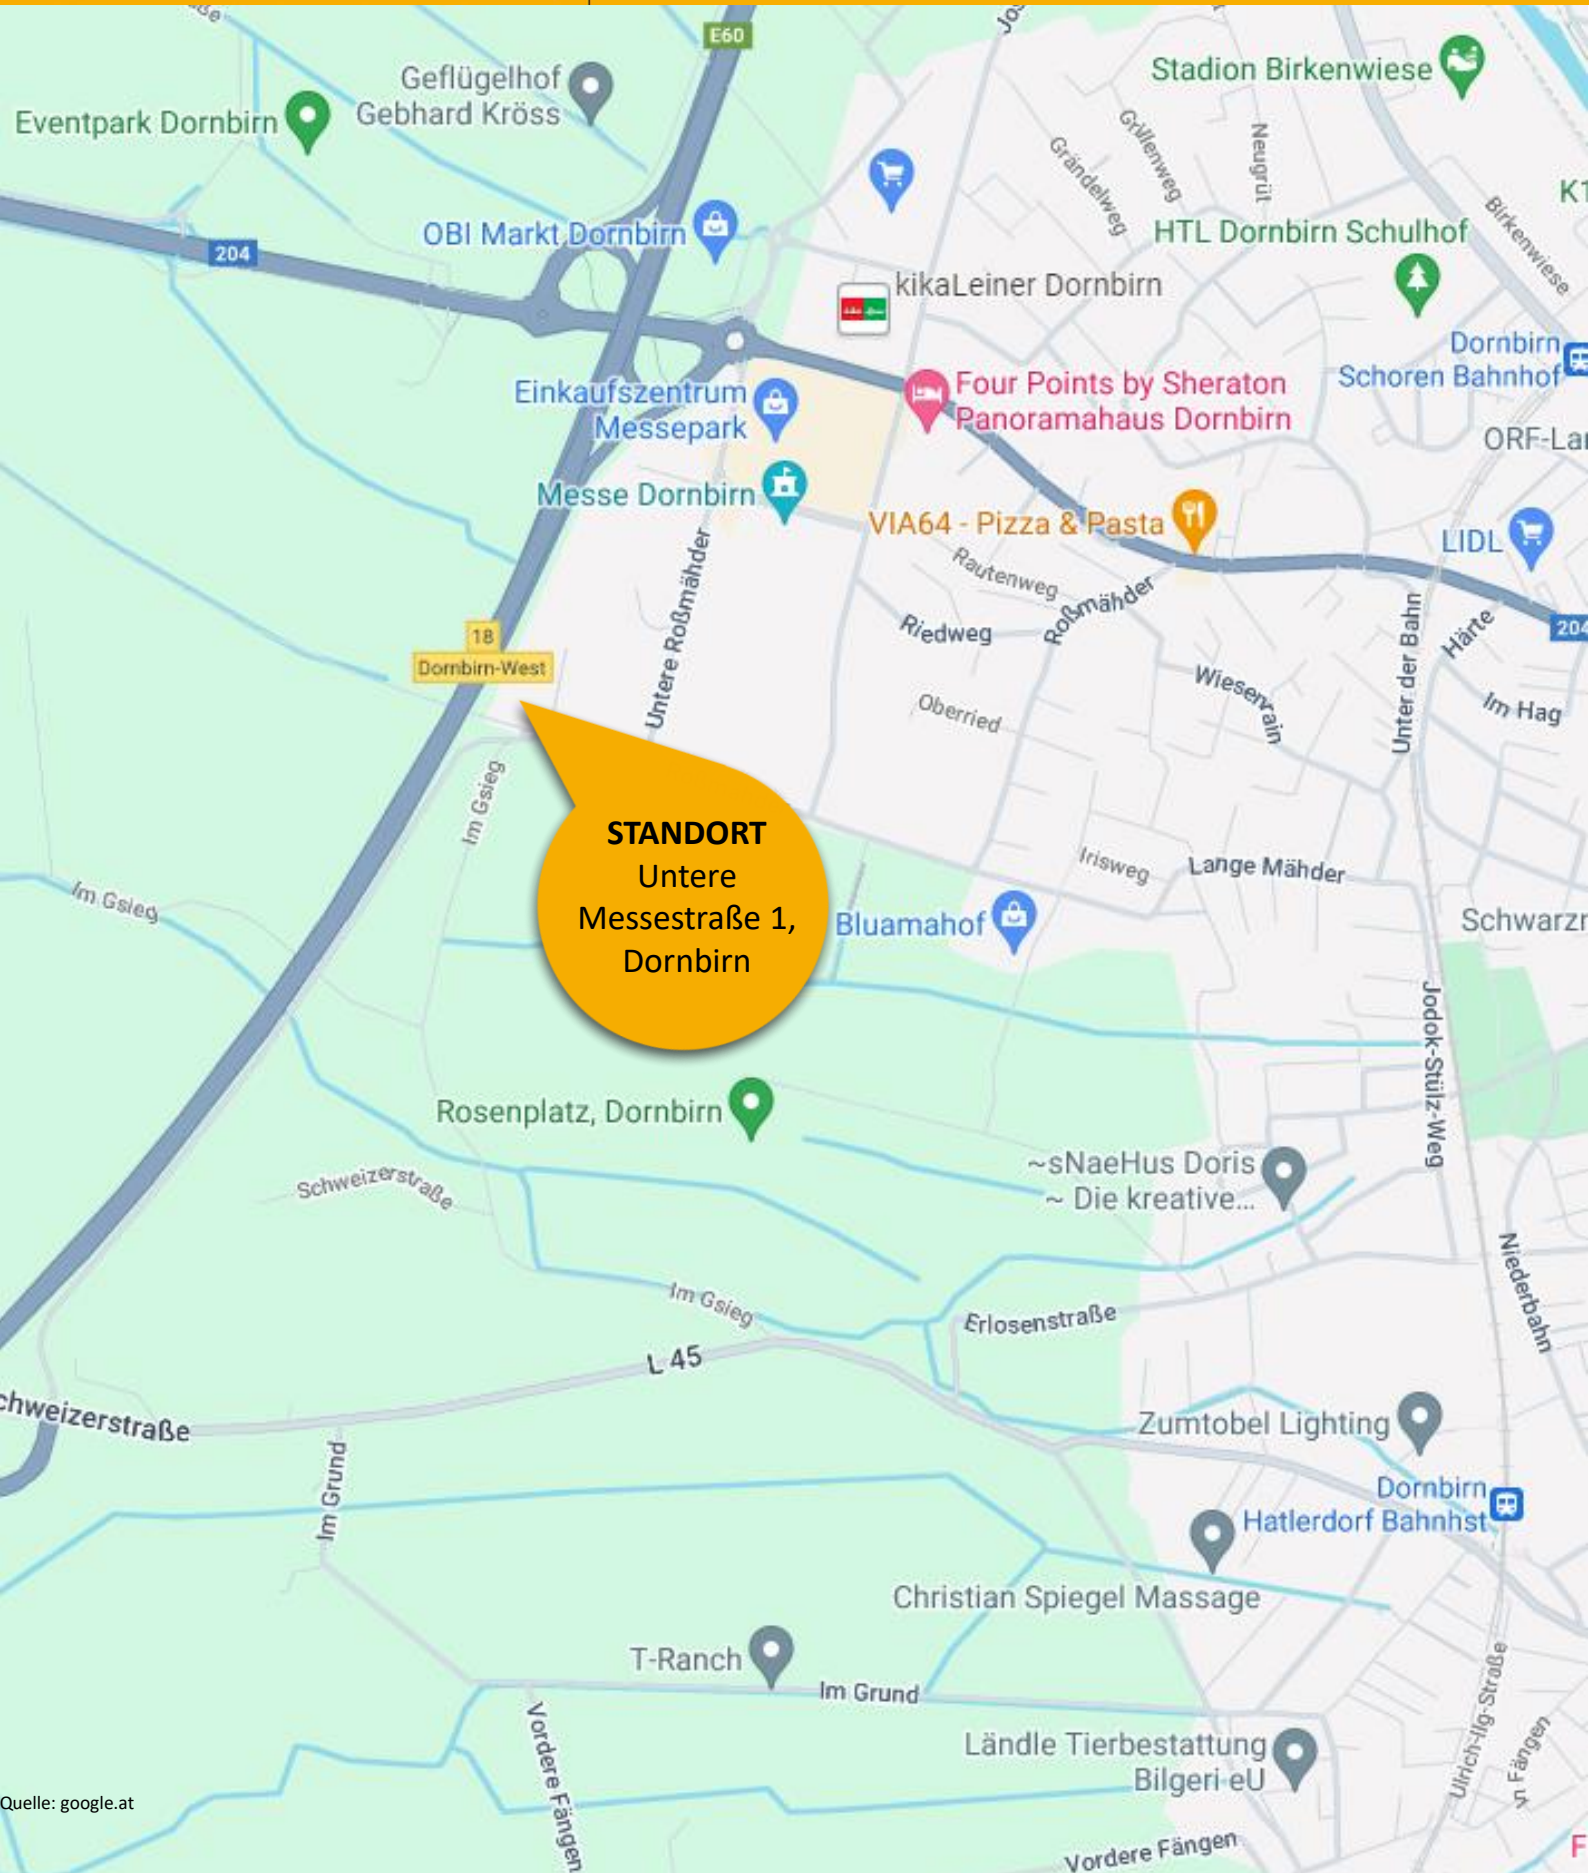 E60
Geflügelhof
Gebhard Kröss
Stadion Birkenwiese
Eventpark Dornbirn
Grillenweg
Grändelweg
Neugrüt
Birkenwiese
OBI Markt Dornbirn
HTL Dornbirn Schulhof
204
kikaLeiner Dornbirn
Dornbirn
Schoren Bahnhof
Einkaufszentrum
Messepark
Four Points by Sheraton
Panoramahaus Dornbirn
Messe Dornbirn
VIA64 - Pizza & Pasta
LIDL
Rautenweg
Roßmähder
Riedweg
Untere Roßmähder
18
Dornbirn-West
Unter der Bahn
Härte
204
Wiesenrain
Im Hag
Oberried
Im Gsieg
STANDORT
Untere
Messestraße 1,
Dornbirn
Irisweg
Lange Mähder
Im Gsieg
Bluamahof
Jodok-Stülz-Weg
Rosenplatz, Dornbirn
~sNaeHus Doris
~ Die kreative...
Schweizerstraße
Niederbahn
Im Gsieg
Erlosenstraße
L 45
chweizerstraße
Zumtobel Lighting
Im Grund
Dornbirn
Hatlerdorf Bahnhst
Christian Spiegel Massage
T-Ranch
Im Grund
Ulrich-Ilg-Straße
Vordere Fängen
Ländle Tierbestattung
Bilgeri eU
Quelle: google.at
Vordere Fängen